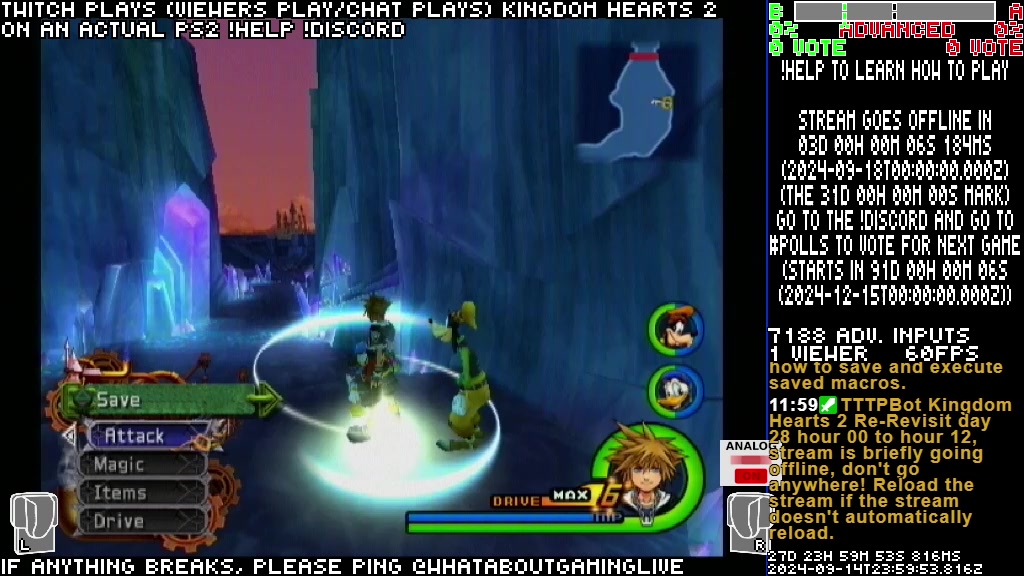 TWITCH PLAYS (VIEWERS PLAY/CHAT PLAYS) KINGDOM HEARTS 2
ON AN ACTUAL PS2 !HELP !DISCORD
Save
Attack
Magic
Items
Drive
DRIVE MAX 6
MP
ANALOG
L
R
IF ANYTHING BREAKS, PLEASE PING @WHATABOUTGAMINGLIVE
B A
0% ADVANCED 0%
0 VOTE 0 VOTE
!HELP TO LEARN HOW TO PLAY
STREAM GOES OFFLINE IN
03D 00H 00M 06S 184MS
(2024-09-18T00:00:00.000Z)
(THE 31D 00H 00M 00S MARK)
GO TO THE !DISCORD AND GO TO
#POLLS TO VOTE FOR NEXT GAME
(STARTS IN 91D 00H 00M 06S
(2024-12-15T00:00:00.000Z))
7188 ADV. INPUTS
1 VIEWER 60FPS
how to save and execute
saved macros.
11:59 TTTPBot Kingdom
Hearts 2 Re-Revisit day
28 hour 00 to hour 12,
stream is briefly going
offline, don't go
anywhere! Reload the
stream if the stream
doesn't automatically
reload.
27D 23H 59M 53S 816MS
2024-09-14T23:59:53.816Z